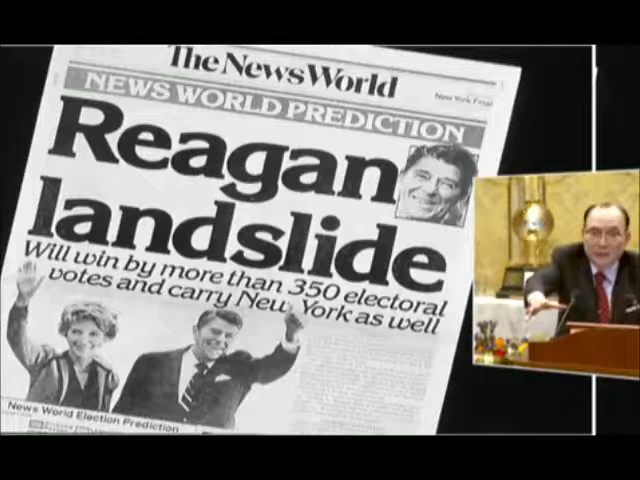 The News World
New York Final
NEWS WORLD PREDICTION
Reagan
landslide
Will win by more than 350 electoral
votes and carry New York as well
News World Election Prediction